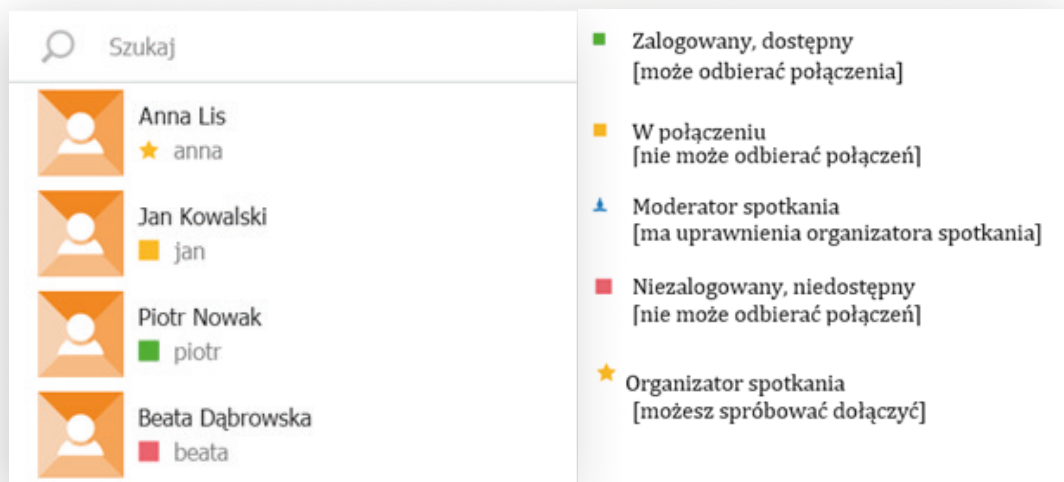 Szukaj
Anna Lis
anna
Jan Kowalski
jan
Piotr Nowak
piotr
Beata Dąbrowska
beata
Zalogowany, dostępny
[może odbierać połączenia]
W połączeniu
[nie może odbierać połączeń]
Moderator spotkania
[ma uprawnienia organizatora spotkania]
Niezalogowany, niedostępny
[nie może odbierać połączeń]
Organizator spotkania
[możesz spróbować dołączyć]